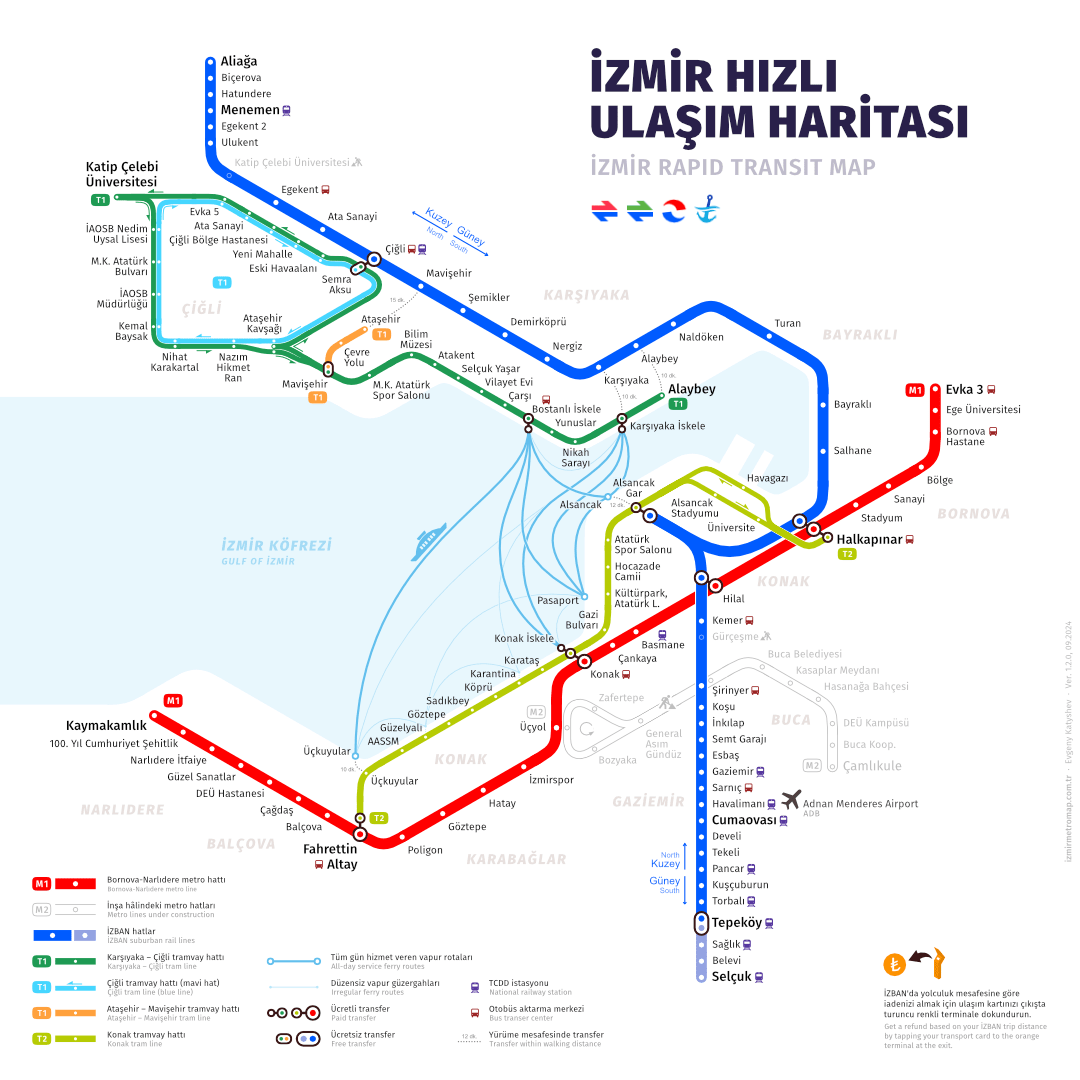 İZMİR HIZLI
ULAŞIM HARİTASI
İZMİR RAPID TRANSIT MAP
Aliağa
Biçerova
Hatundere
Menemen
Egekent 2
Ulukent
Katip Çelebi Üniversitesi
Egekent
Ata Sanayi
Çiğli
Kuzey
North
Güney
South
Mavişehir
Şemikler
Demirköprü
Nergiz
Karşıyaka
Alaybey
Naldöken
Turan
Bayraklı
Salhane
Katip Çelebi
Üniversitesi
T1
Evka 5
Ata Sanayi
Çiğli Bölge Hastanesi
Yeni Mahalle
Eski Havaalanı
Semra
Aksu
İAOSB Nedim
Uysal Lisesi
M.K. Atatürk
Bulvarı
İAOSB
Müdürlüğü
Kemal
Baysak
T1
ÇİĞLİ
Ataşehir
Kavşağı
Nihat
Karakartal
Nazım
Hikmet
Ran
15 dk.
Ataşehir
T1
Çevre
Yolu
Mavişehir
T1
Bilim
Müzesi
M.K. Atatürk
Spor Salonu
Atakent
Selçuk Yaşar
Vilayet Evi
Çarşı
Bostanlı İskele
Yunuslar
Nikah
Sarayı
Karşıyaka İskele
10 dk.
10 dk.
Alaybey
T1
KARŞIYAKA
BAYRAKLI
M1
Evka 3
Ege Üniversitesi
Bornova
Hastane
Bölge
Sanayi
Stadyum
BORNOVA
Halkapınar
T2
Havagazı
Alsancak
Gar
Alsancak
12 dk.
Alsancak
Stadyumu
Üniversite
Atatürk
Spor Salonu
Hocazade
Camii
Kültürpark,
Atatürk L.
Gazi
Bulvarı
Pasaport
Konak İskele
Karataş
Karantina
Köprü
Sadıkbey
Göztepe
Güzelyalı
AASSM
Üçkuyular
10 dk.
Üçkuyular
T2
İZMİR KÖFREZİ
GULF OF İZMİR
KONAK
Hilal
Basmane
Çankaya
Konak
Üçyol
İzmirspor
Hatay
Göztepe
Poligon
Fahrettin
Altay
Balçova
Çağdaş
DEÜ Hastanesi
Güzel Sanatlar
Narlıdere İtfaiye
100. Yıl Cumhuriyet Şehitlik
Kaymakamlık
M1
NARLIDERE
BALÇOVA
KARABAĞLAR
KONAK
GAZİEMİR
BUCA
M2
Zafertepe
Bozyaka
General
Asım
Gündüz
Buca Belediyesi
Kasaplar Meydanı
Hasanağa Bahçesi
DEÜ Kampüsü
Buca Koop.
M2
Çamlıkule
Kemer
Gürçeşme
Şirinyer
Koşu
İnkılap
Semt Garajı
Esbaş
Gaziemir
Sarnıç
Havalimanı
Adnan Menderes Airport
ADB
Cumaovası
Develi
Tekeli
Pancar
Kuşçuburun
Torbalı
Tepeköy
Sağlık
Belevi
Selçuk
North
Kuzey
Güney
South
M1
Bornova-Narlıdere metro hattı
Bornova-Narlıdere metro line
M2
İnşa hâlindeki metro hatları
Metro lines under construction
İZBAN hatlar
İZBAN suburban rail lines
T1
Karşıyaka – Çiğli tramvay hattı
Karşıyaka – Çiğli tram line
T1
Çiğli tramvay hattı (mavi hat)
Çiğli tram line (blue line)
T1
Ataşehir – Mavişehir tramvay hattı
Ataşehir – Mavişehir tram line
T2
Konak tramvay hattı
Konak tram line
Tüm gün hizmet veren vapur rotaları
All-day service ferry routes
Düzensiz vapur güzergahları
Irregular ferry routes
Ücretli transfer
Paid transfer
Ücretsiz transfer
Free transfer
TCDD istasyonu
National railway station
Otobüs aktarma merkezi
Bus transer center
12 dk.
Yürüme mesafesinde transfer
Transfer within walking distance
İZBAN'da yolculuk mesafesine göre
iadenizi almak için ulaşım kartınızı çıkışta
turuncu renkli terminale dokundurun.
Get a refund based on your İZBAN trip distance
by tapping your transport card to the orange
terminal at the exit.
izmirmetromap.com.tr · Evgeny Katyshev · Ver. 1.2.0, 09.2024